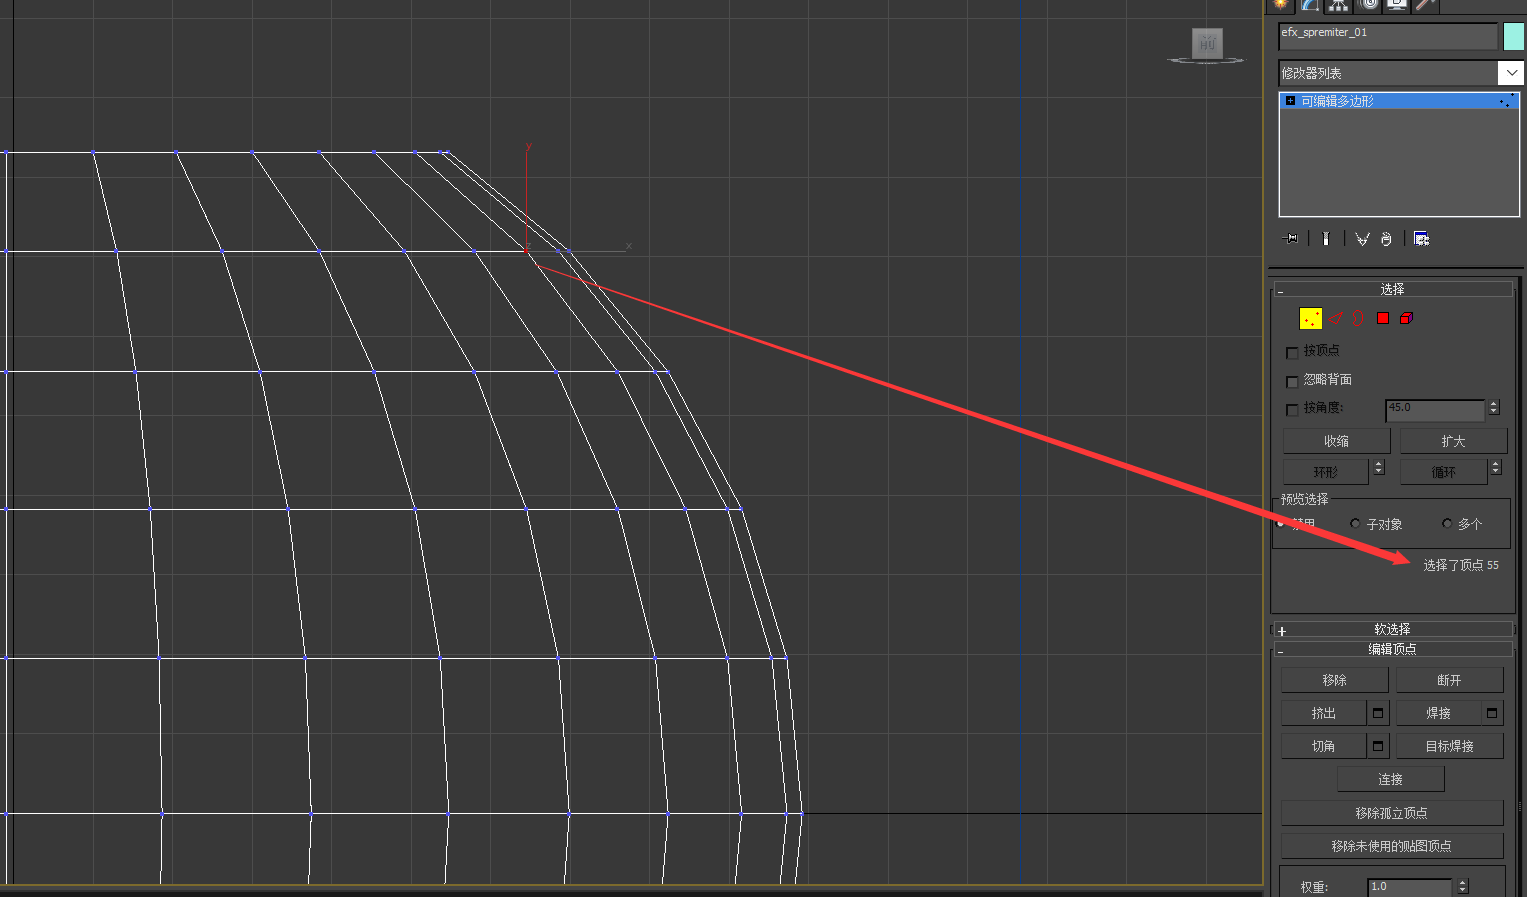 efx_spremiter_01
修改器列表
可编辑多边形
y
x
z
选择
按顶点
忽略背面
按角度:
45.0
收缩
扩大
环形
循环
预览选择
禁用
子对象
多个
选择了顶点 55
软选择
编辑顶点
移除
断开
挤出
焊接
切角
目标焊接
连接
移除孤立顶点
移除未使用的贴图顶点
权重:
1.0